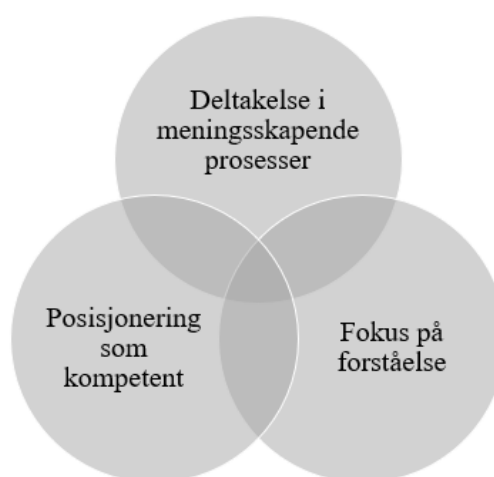 Deltakelse i
meningsskapende
prosesser
Posisjonering
som
kompetent
Fokus på
forståelse